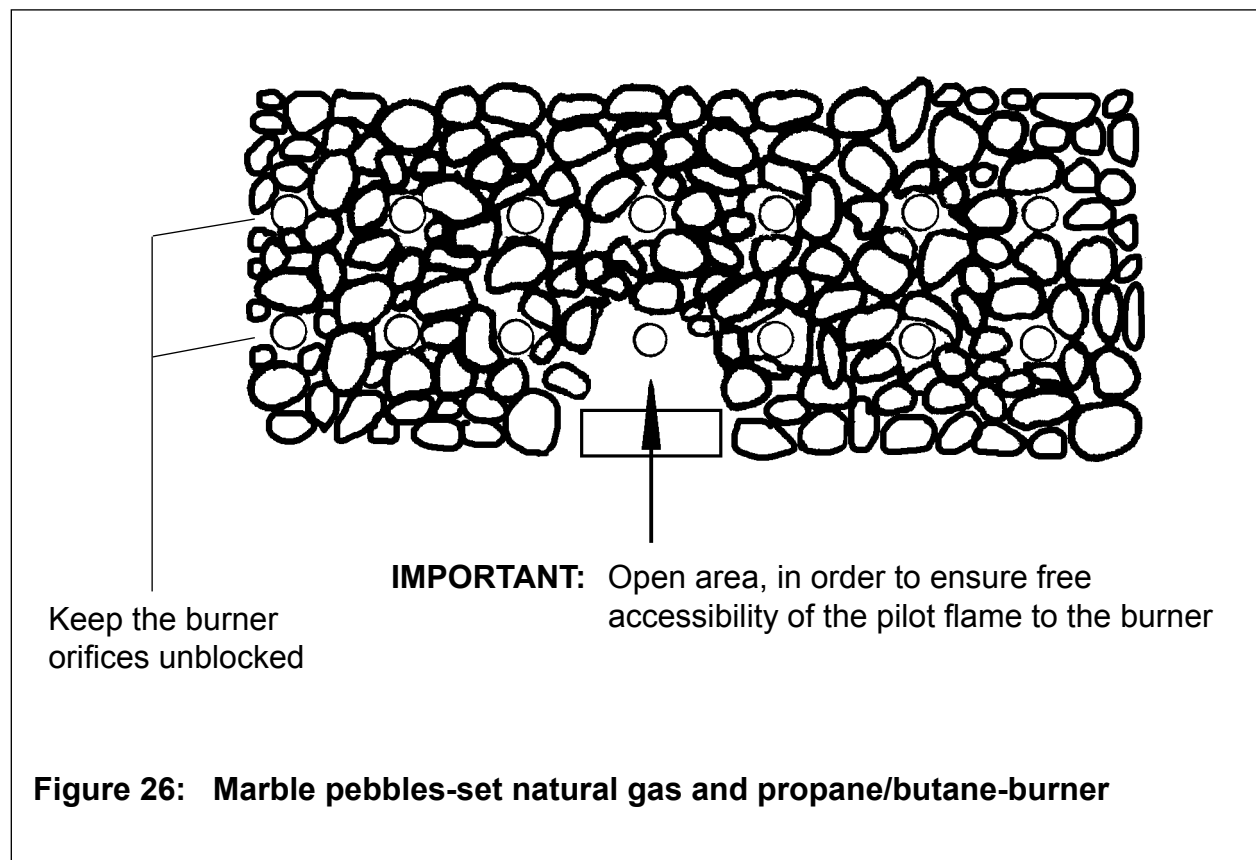 IMPORTANT: Open area, in order to ensure free
accessibility of the pilot flame to the burner
Keep the burner
orifices unblocked
Figure 26: Marble pebbles-set natural gas and propane/butane-burner